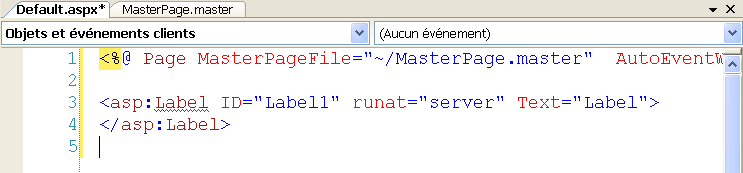 Default.aspx* MasterPage.master
Objets et événements clients (Aucun événement)
1 <%@ Page MasterPageFile="~/MasterPage.master" AutoEventW
2
3 <asp:Label ID="Label1" runat="server" Text="Label">
4 </asp:Label>
5